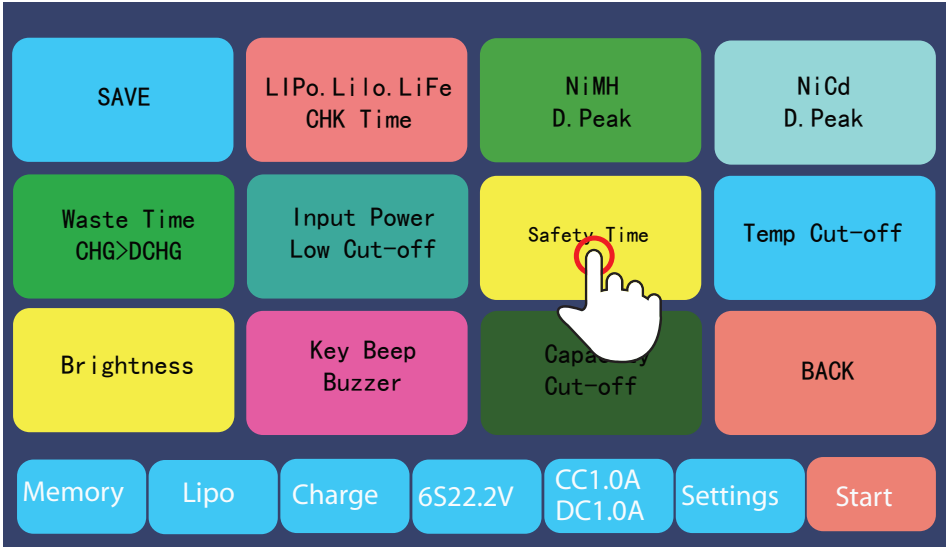 SAVE
LIPo.LiIo.LiFe
CHK Time
NiMH
D.Peak
NiCd
D.Peak
Waste Time
CHG>DCHG
Input Power
Low Cut-off
Safety Time
Temp Cut-off
Brightness
Key Beep
Buzzer
Cut-off
BACK
Memory
Lipo
Charge
6S22.2V
CC1.0A
DC1.0A
Settings
Start